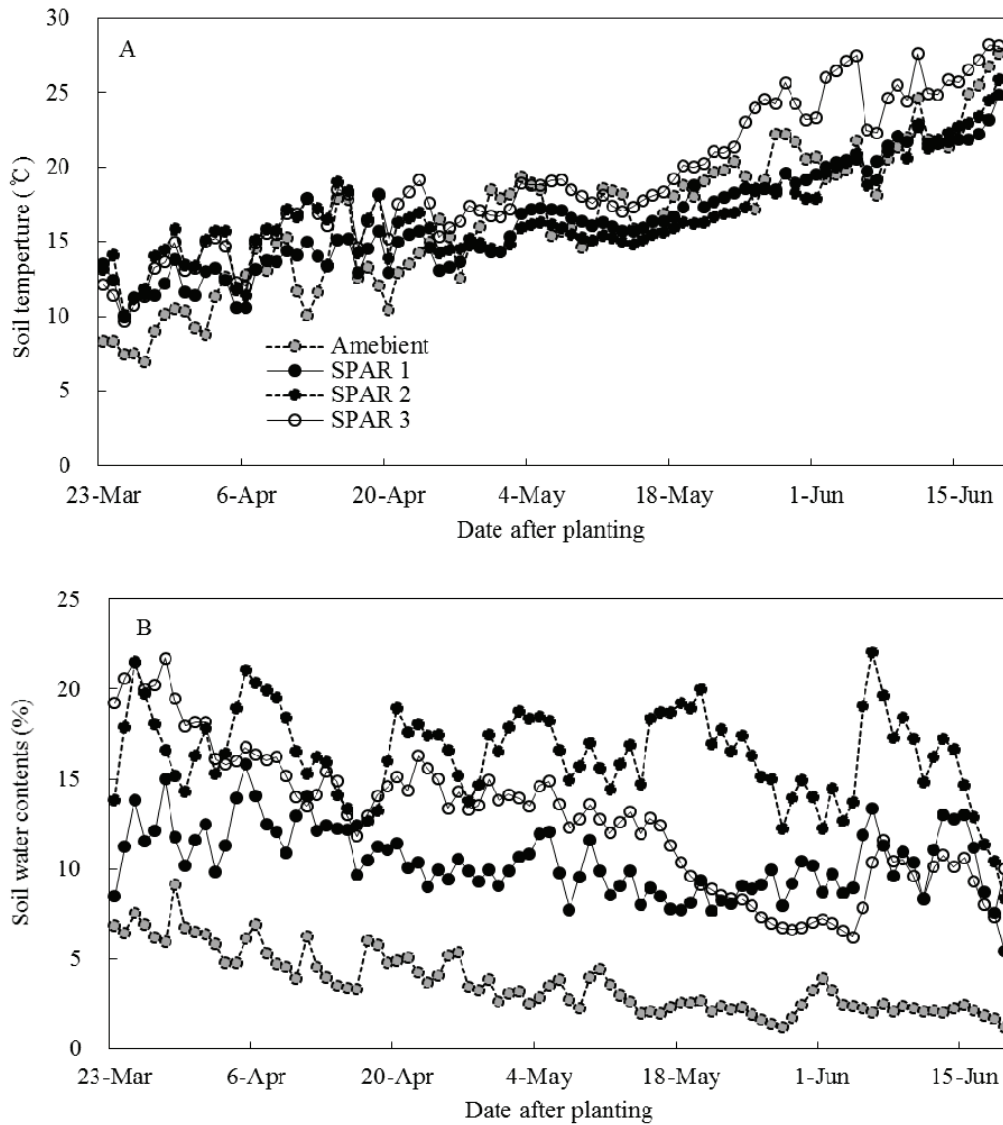 30
A
25
20
Soil temperture (℃)
15
10
Amebient
SPAR 1
5
SPAR 2
SPAR 3
0
23-Mar 6-Apr 20-Apr 4-May 18-May 1-Jun 15-Jun
Date after planting
25
B
20
Soil water contents (%)
15
10
5
0
23-Mar 6-Apr 20-Apr 4-May 18-May 1-Jun 15-Jun
Date after planting